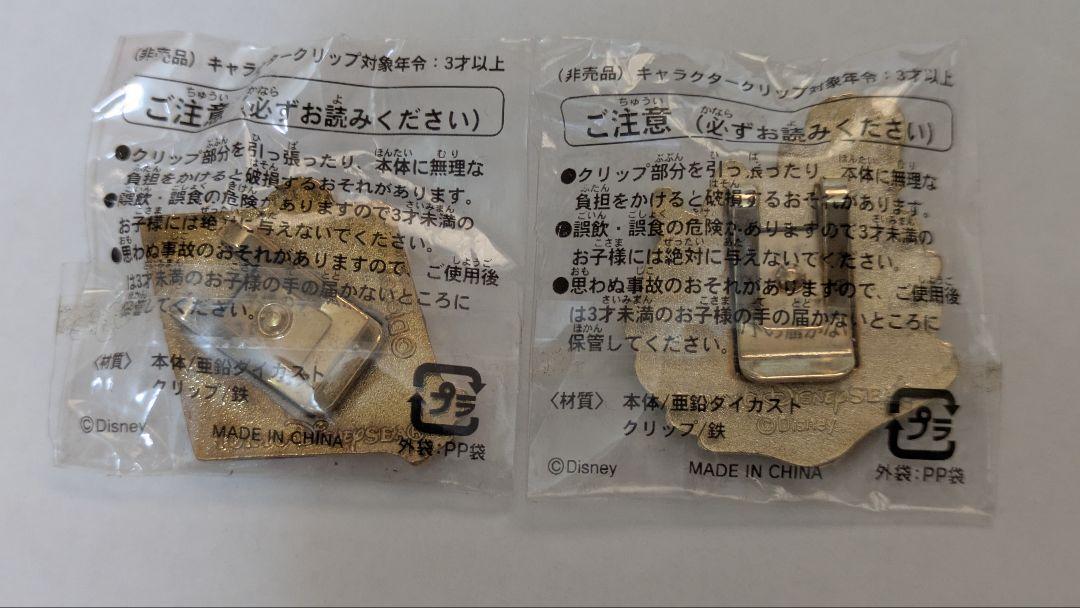 (非売品) キャラクタークリップ対象年令：3才以上
ご注意 (必ずお読みください)
●クリップ部分を引っ張ったり、本体に無理な
負担をかけると破損するおそれがあります。
●誤飲・誤食の危険がありますので3才未満の
お子様には絶対に与えないでください。
●思わぬ事故のおそれがありますので、ご使用後
は3才未満のお子様の手の届かないところに
保管してください。
〈材質〉 本体/亜鉛ダイカスト
クリップ/鉄
©Disney
MADE IN CHINA
プラ
外袋:PP袋
(非売品) キャラクタークリップ対象年令：3才以上
ご注意 (必ずお読みください)
●クリップ部分を引っ張ったり、本体に無理な
負担をかけると破損するおそれがあります。
●誤飲・誤食の危険がありますので3才未満の
お子様には絶対に与えないでください。
●思わぬ事故のおそれがありますので、ご使用後
は3才未満のお子様の手の届かないところに
保管してください。
〈材質〉 本体/亜鉛ダイカスト
クリップ/鉄
©Disney
©Disney
MADE IN CHINA
プラ
外袋:PP袋